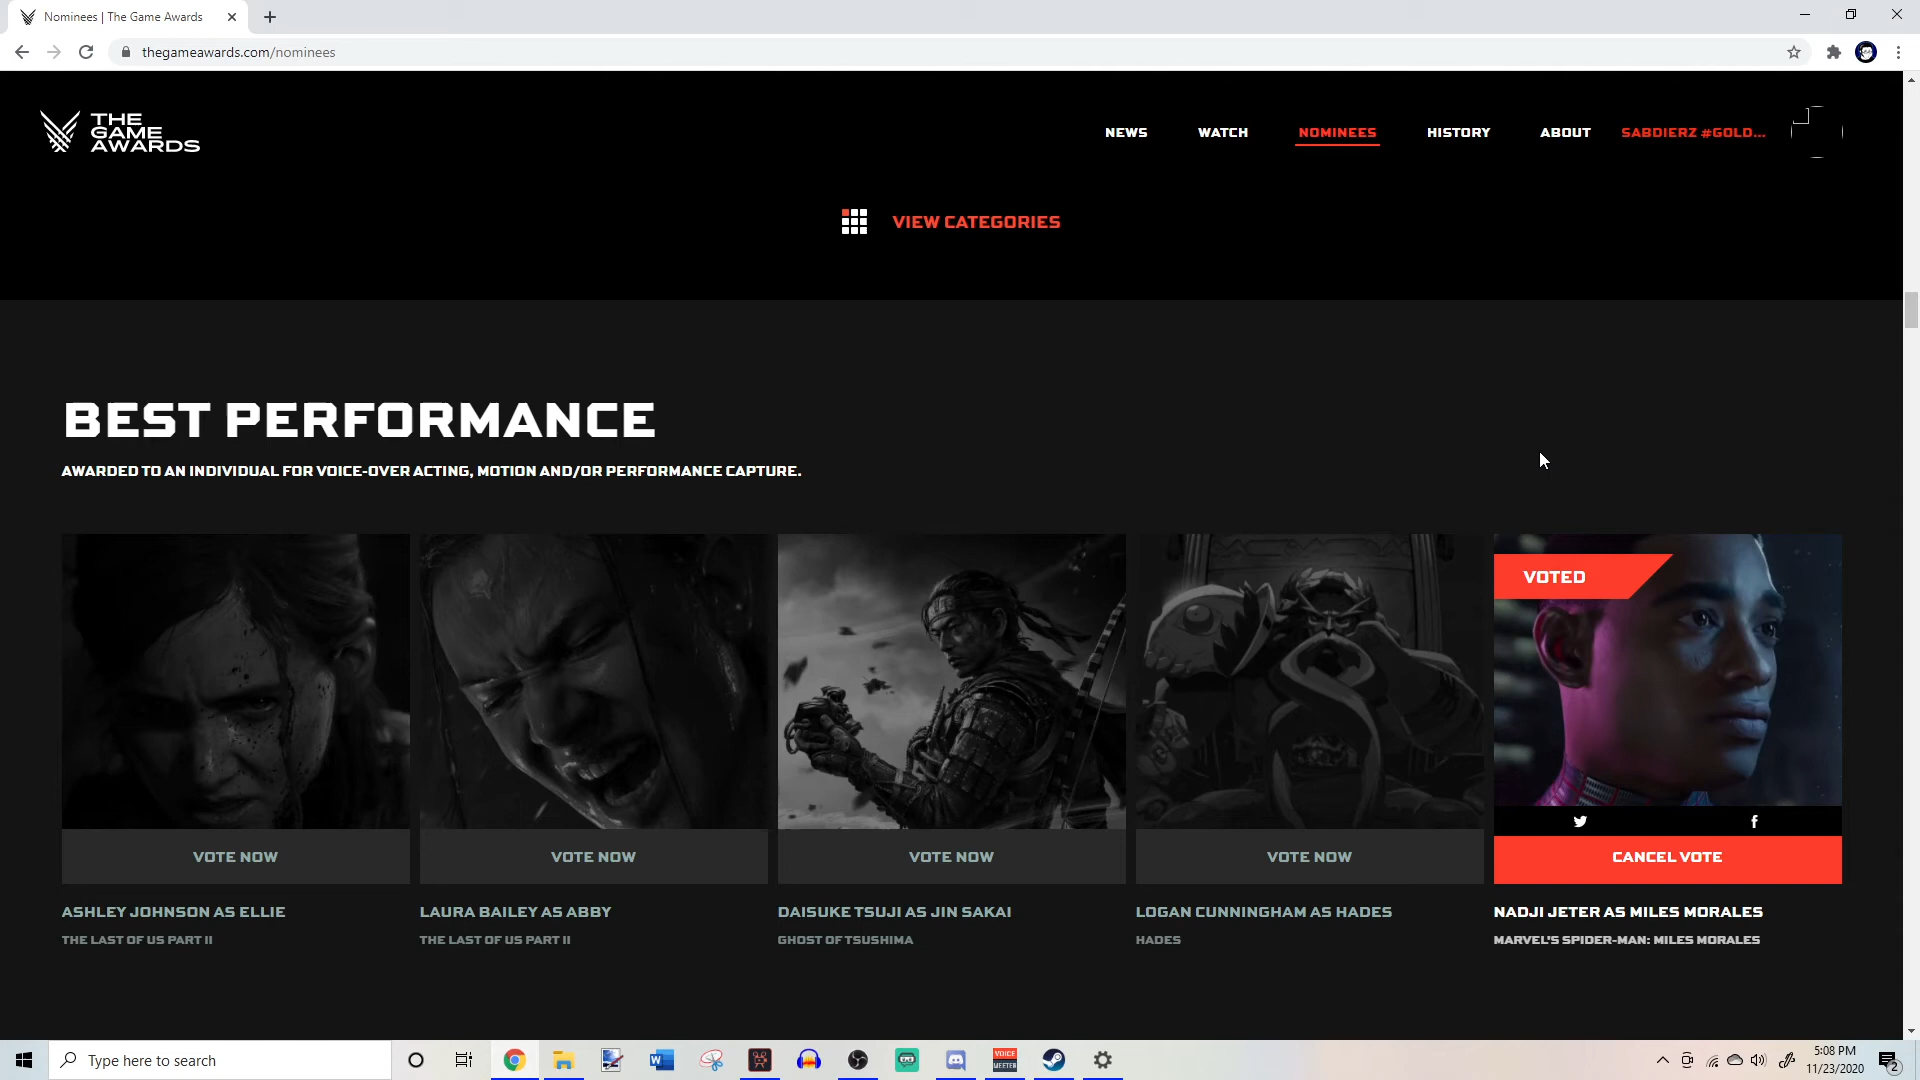 Nominees | The Game Awards
thegameawards.com/nominees
THE
GAME
AWARDS
NEWS
WATCH
NOMINEES
HISTORY
ABOUT
SABDIERZ #GOLD...
VIEW CATEGORIES
BEST PERFORMANCE
AWARDED TO AN INDIVIDUAL FOR VOICE-OVER ACTING, MOTION AND/OR PERFORMANCE CAPTURE.
VOTED
VOTE NOW
VOTE NOW
VOTE NOW
VOTE NOW
CANCEL VOTE
ASHLEY JOHNSON AS ELLIE
THE LAST OF US PART II
LAURA BAILEY AS ABBY
THE LAST OF US PART II
DAISUKE TSUJI AS JIN SAKAI
GHOST OF TSUSHIMA
LOGAN CUNNINGHAM AS HADES
HADES
NADJI JETER AS MILES MORALES
MARVEL'S SPIDER-MAN: MILES MORALES
Type here to search
VOICE
MEETER
5:08 PM
11/23/2020
2